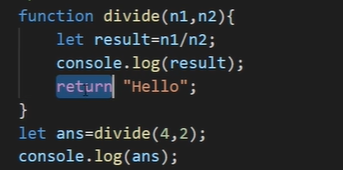 function divide(n1,n2){
    let result=n1/n2;
    console.log(result);
    return "Hello";
}
let ans=divide(4,2);
console.log(ans);